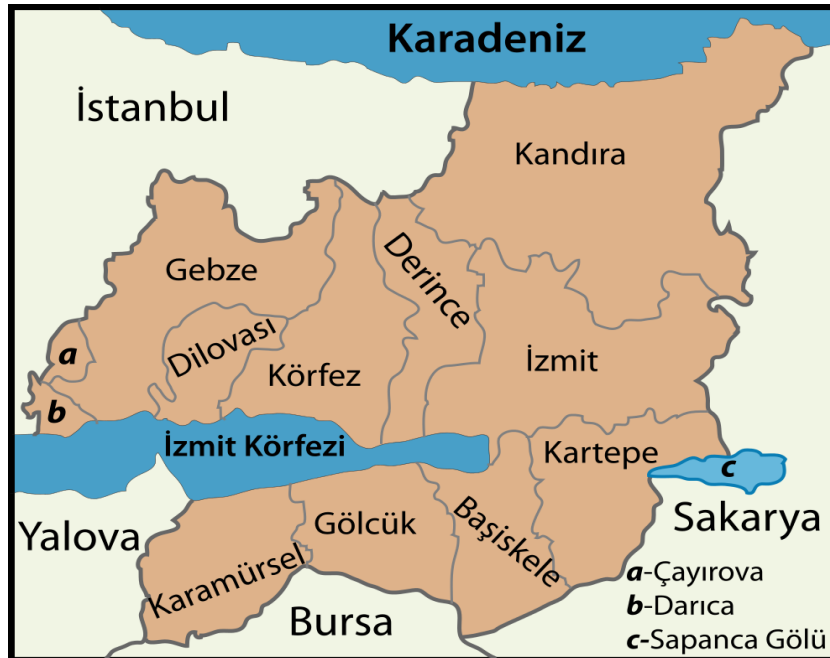 Karadeniz
İstanbul
Kandıra
Gebze
Derince
Dilovası
Körfez
İzmit
a
b
İzmit Körfezi
Kartepe
c
Yalova
Gölcük
Başiskele
Sakarya
Karamürsel
Bursa
a-Çayırova
b-Darıca
c-Sapanca Gölü